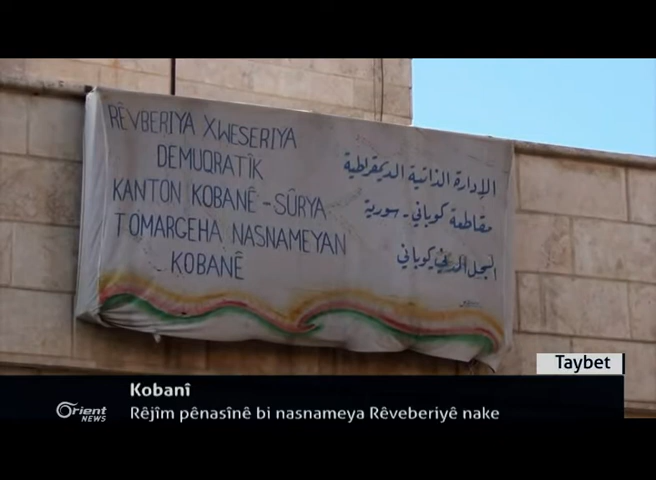 RÊVBERIYA XWESERIYA
DEMUQRATÎK
KANTON KOBANÊ - SÛRYA
TOMARGEHA NASNAMEYAN
KOBANÊ
الإدارة الذاتية الديمقراطية
مقاطعة كوباني - سورية
السجل المدني كوباني
Taybet
Kobanî
Rêjîm pênasînê bi nasnameya Rêveberiyê nake
Orient
NEWS